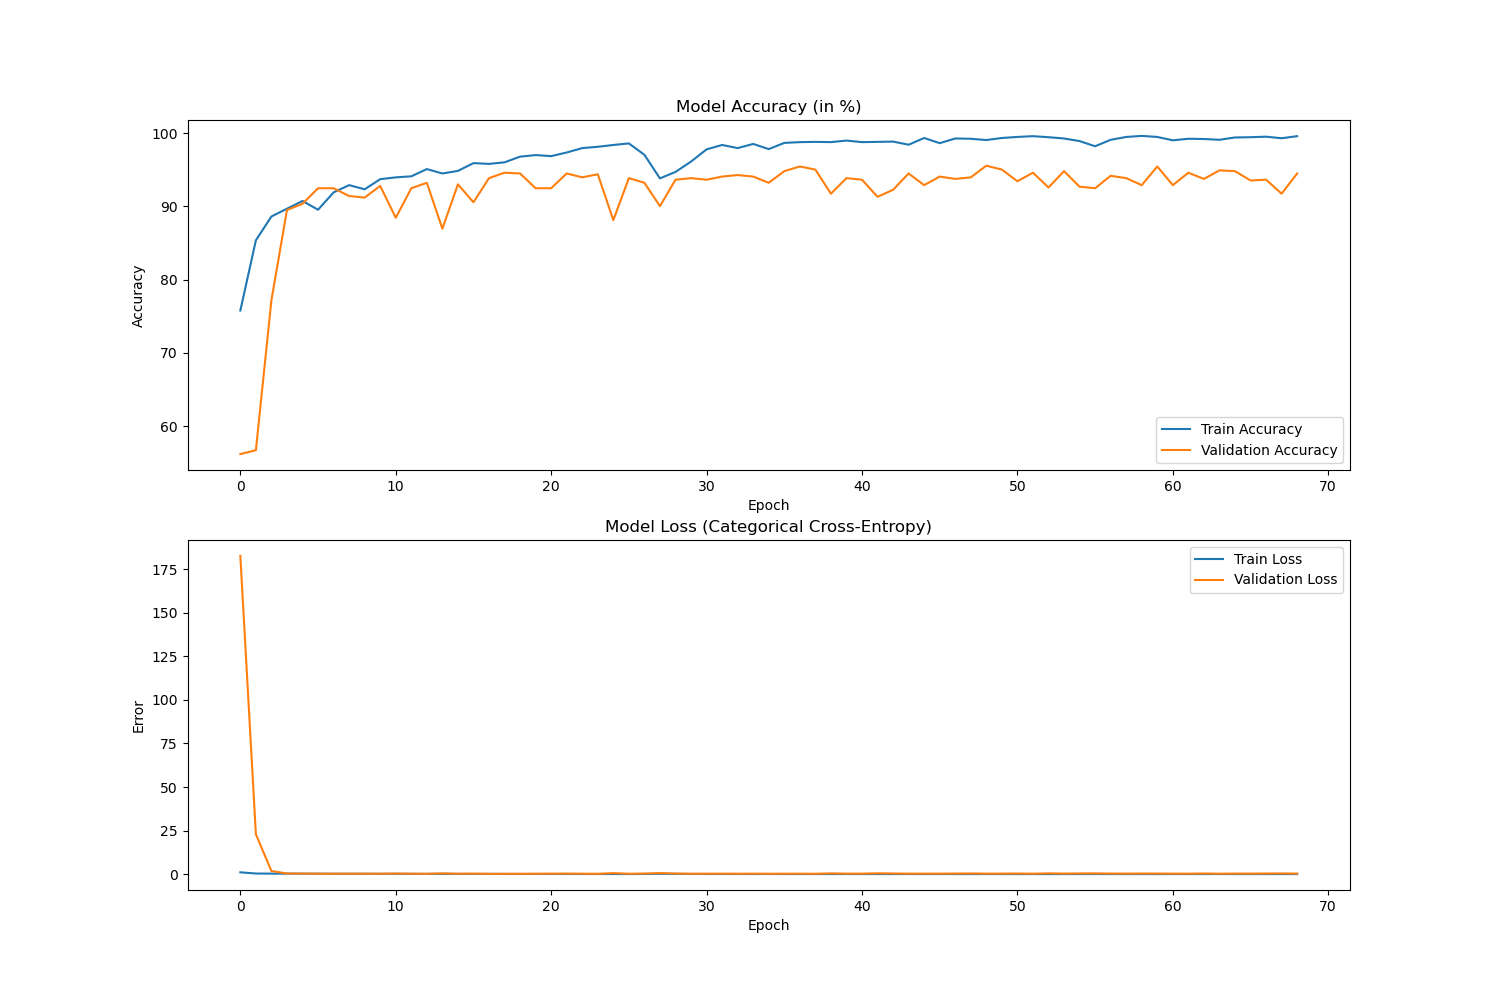 Model Accuracy (in %)
100
90
80
70
60
Accuracy
Train Accuracy
Validation Accuracy
0 10 20 30 40 50 60 70
Epoch
Model Loss (Categorical Cross-Entropy)
175
150
125
100
75
50
25
0
Error
Train Loss
Validation Loss
0 10 20 30 40 50 60 70
Epoch